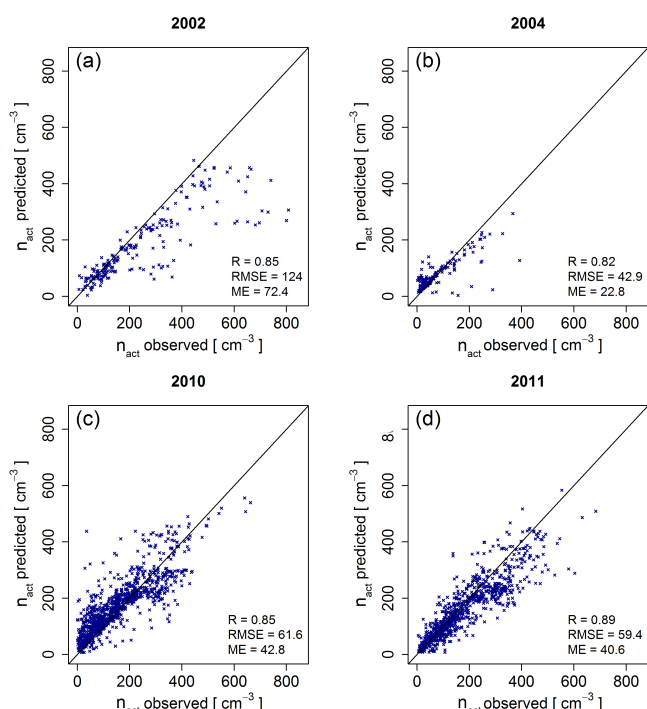 2002
(a)
800
600
400
200
0
n_act predicted [ cm⁻³ ]
R = 0.85
RMSE = 124
ME = 72.4
0 200 400 600 800
n_act observed [ cm⁻³ ]
2004
(b)
800
600
400
200
0
n_act predicted [ cm⁻³ ]
R = 0.82
RMSE = 42.9
ME = 22.8
0 200 400 600 800
n_act observed [ cm⁻³ ]
2010
(c)
800
600
400
200
0
n_act predicted [ cm⁻³ ]
R = 0.85
RMSE = 61.6
ME = 42.8
0 200 400 600 800
n_act observed [ cm⁻³ ]
2011
(d)
600
400
200
0
n_act predicted [ cm⁻³ ]
R = 0.89
RMSE = 59.4
ME = 40.6
0 200 400 600 800
n_act observed [ cm⁻³ ]